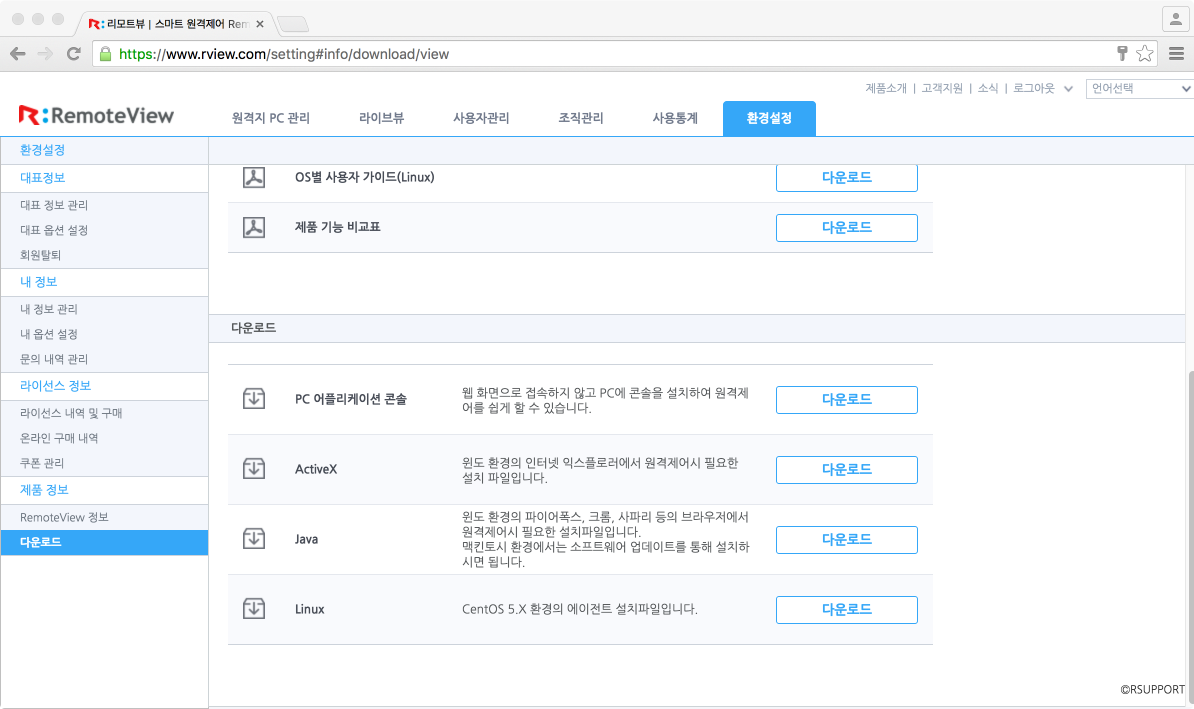 R:리모트뷰 | 스마트 원격제어 Rem
https://www.rview.com/setting#info/download/view
제품소개 | 고객지원 | 소식 | 로그아웃
언어선택
R:RemoteView
원격지 PC 관리
라이브뷰
사용자관리
조직관리
사용통계
환경설정
환경설정
대표정보
대표 정보 관리
대표 옵션 설정
회원탈퇴
내 정보
내 정보 관리
내 옵션 설정
문의 내역 관리
라이선스 정보
라이선스 내역 및 구매
온라인 구매 내역
쿠폰 관리
제품 정보
RemoteView 정보
다운로드
OS별 사용자 가이드(Linux)
다운로드
제품 기능 비교표
다운로드
다운로드
PC 어플리케이션 콘솔
웹 화면으로 접속하지 않고 PC에 콘솔을 설치하여 원격제
어를 쉽게 할 수 있습니다.
다운로드
ActiveX
윈도 환경의 인터넷 익스플로러에서 원격제어시 필요한
설치 파일입니다.
다운로드
Java
윈도 환경의 파이어폭스, 크롬, 사파리 등의 브라우저에서
원격제어시 필요한 설치파일입니다.
맥킨토시 환경에서는 소프트웨어 업데이트를 통해 설치하
시면 됩니다.
다운로드
Linux
CentOS 5.X 환경의 에이전트 설치파일입니다.
다운로드
©RSUPPORT